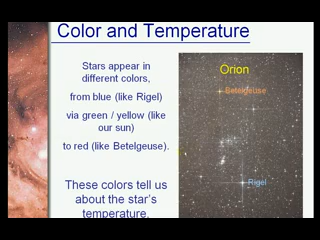 Color and Temperature
Stars appear in
different colors,
from blue (like Rigel)
via green / yellow (like
our sun)
to red (like Betelgeuse).
These colors tell us
about the star's
temperature.
Orion
Betelgeuse
Rigel